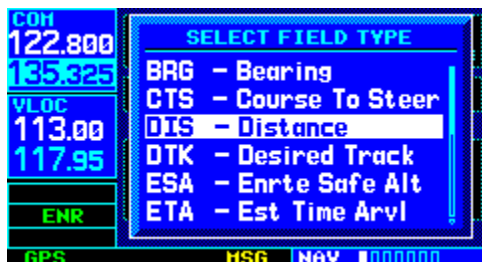 COM
122.800
135.325
VLOC
113.00
117.95
ENR
SELECT FIELD TYPE
BRG – Bearing
CTS – Course To Steer
DIS – Distance
DTK – Desired Track
ESA – Enrte Safe Alt
ETA – Est Time Arvl
GPS MSG NAV